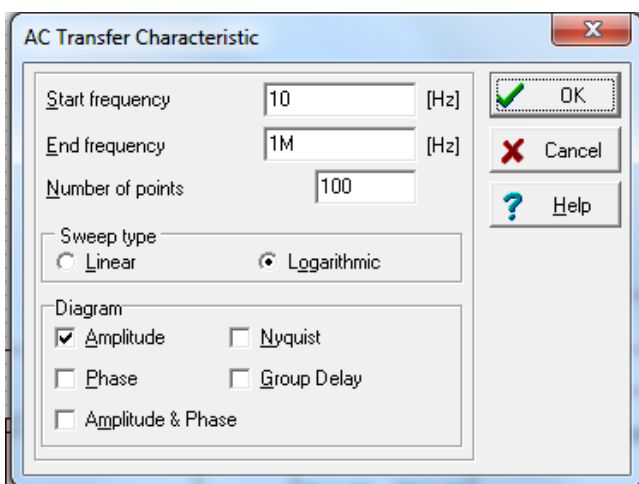 AC Transfer Characteristic
Start frequency 10 [Hz]
End frequency 1M [Hz]
Number of points 100
Sweep type
Linear Logarithmic
Diagram
Amplitude Nyquist
Phase Group Delay
Amplitude & Phase
OK
Cancel
? Help